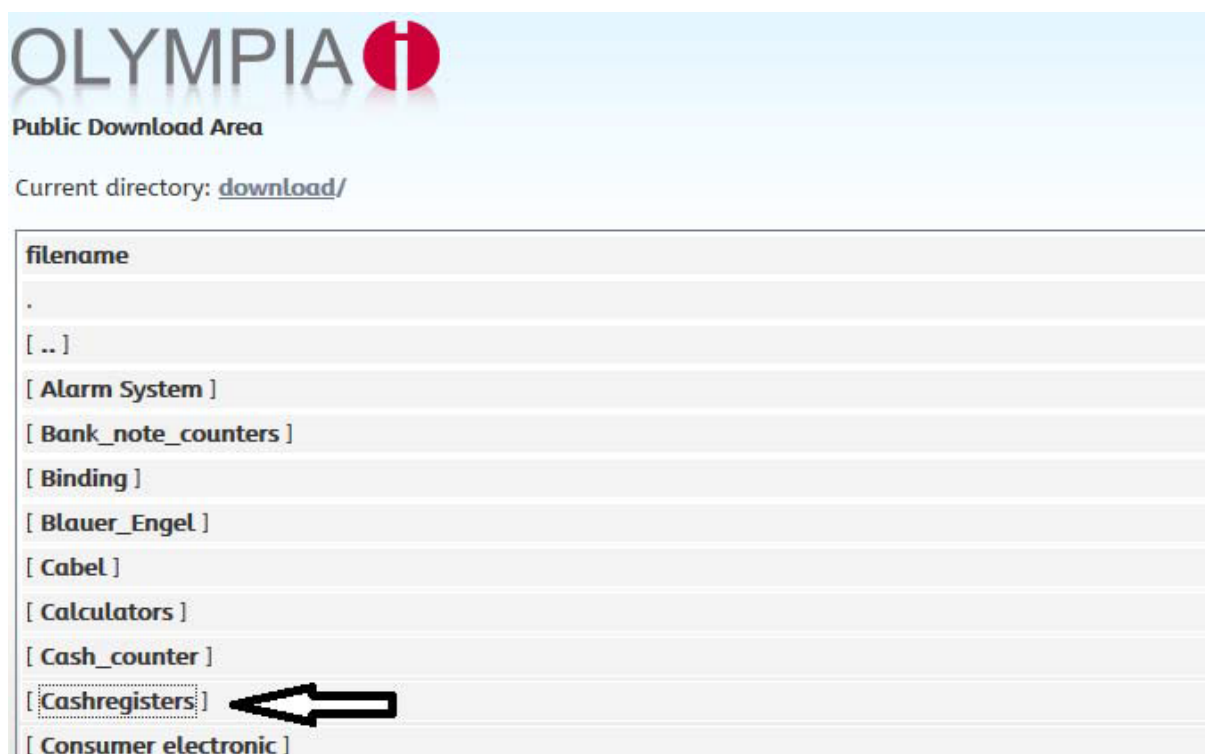 OLYMPIA
Public Download Area
Current directory: download/
filename
.
[ .. ]
[ Alarm System ]
[ Bank_note_counters ]
[ Binding ]
[ Blauer_Engel ]
[ Cabel ]
[ Calculators ]
[ Cash_counter ]
[ Cashregisters ]
[ Consumer electronic ]